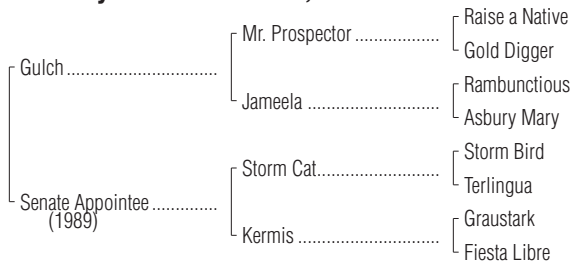 Raise a Native
Mr. Prospector
Gold Digger
Gulch
Rambunctious
Jameela
Asbury Mary
Storm Bird
Storm Cat
Terlingua
Senate Appointee
(1989)
Graustark
Kermis
Fiesta Libre